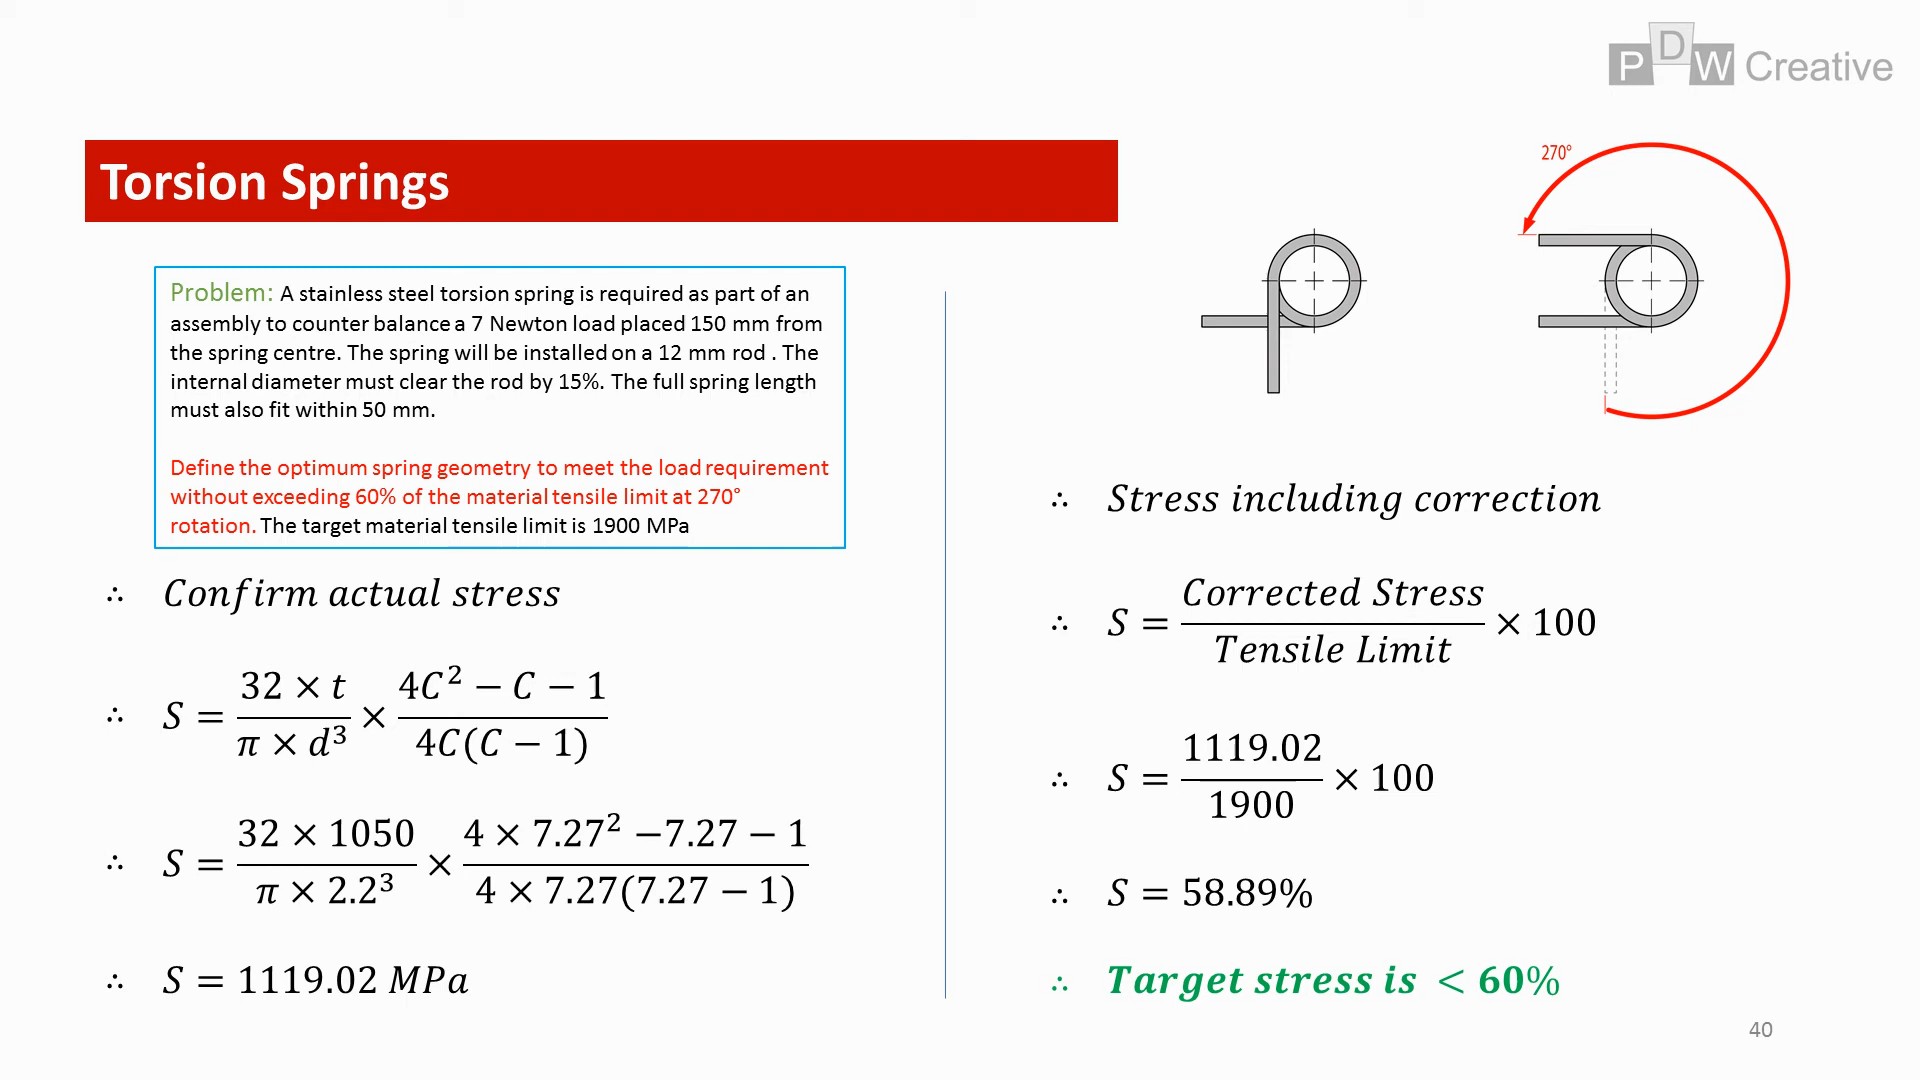 PDW Creative
Torsion Springs
270°
Problem: A stainless steel torsion spring is required as part of an
assembly to counter balance a 7 Newton load placed 150 mm from
the spring centre. The spring will be installed on a 12 mm rod . The
internal diameter must clear the rod by 15%. The full spring length
must also fit within 50 mm.
Define the optimum spring geometry to meet the load requirement
without exceeding 60% of the material tensile limit at 270°
rotation. The target material tensile limit is 1900 MPa
∴ Confirm actual stress
∴ S = (32 × t)/(π × d³) × (4C² − C − 1)/(4C(C − 1))
∴ S = (32 × 1050)/(π × 2.2³) × (4 × 7.27² −7.27 − 1)/(4 × 7.27(7.27 − 1))
∴ S = 1119.02 MPa
∴ Stress including correction
∴ S = (Corrected Stress)/(Tensile Limit) × 100
∴ S = 1119.02/1900 × 100
∴ S = 58.89%
∴ Target stress is < 60%
40